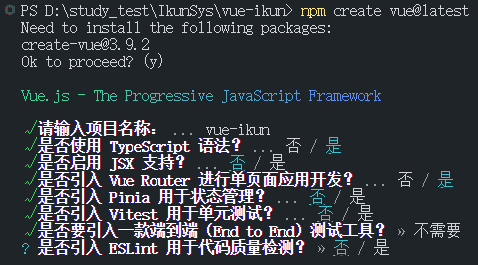 PS D:\study_test\IkunSys\vue-ikun> npm create vue@latest
Need to install the following packages:
create-vue@3.9.2
Ok to proceed? (y)
Vue.js - The Progressive JavaScript Framework
√请输入项目名称: ... vue-ikun
√是否使用 TypeScript 语法? ... 否 / 是
√是否启用 JSX 支持? ... 否 / 是
√是否引入 Vue Router 进行单页面应用开发? ... 否 / 是
√是否引入 Pinia 用于状态管理? ... 否 / 是
√是否引入 Vitest 用于单元测试? ... 否 / 是
√是否要引入一款端到端(End to End)测试工具? » 不需要
? 是否引入 ESLint 用于代码质量检测? » 否 / 是